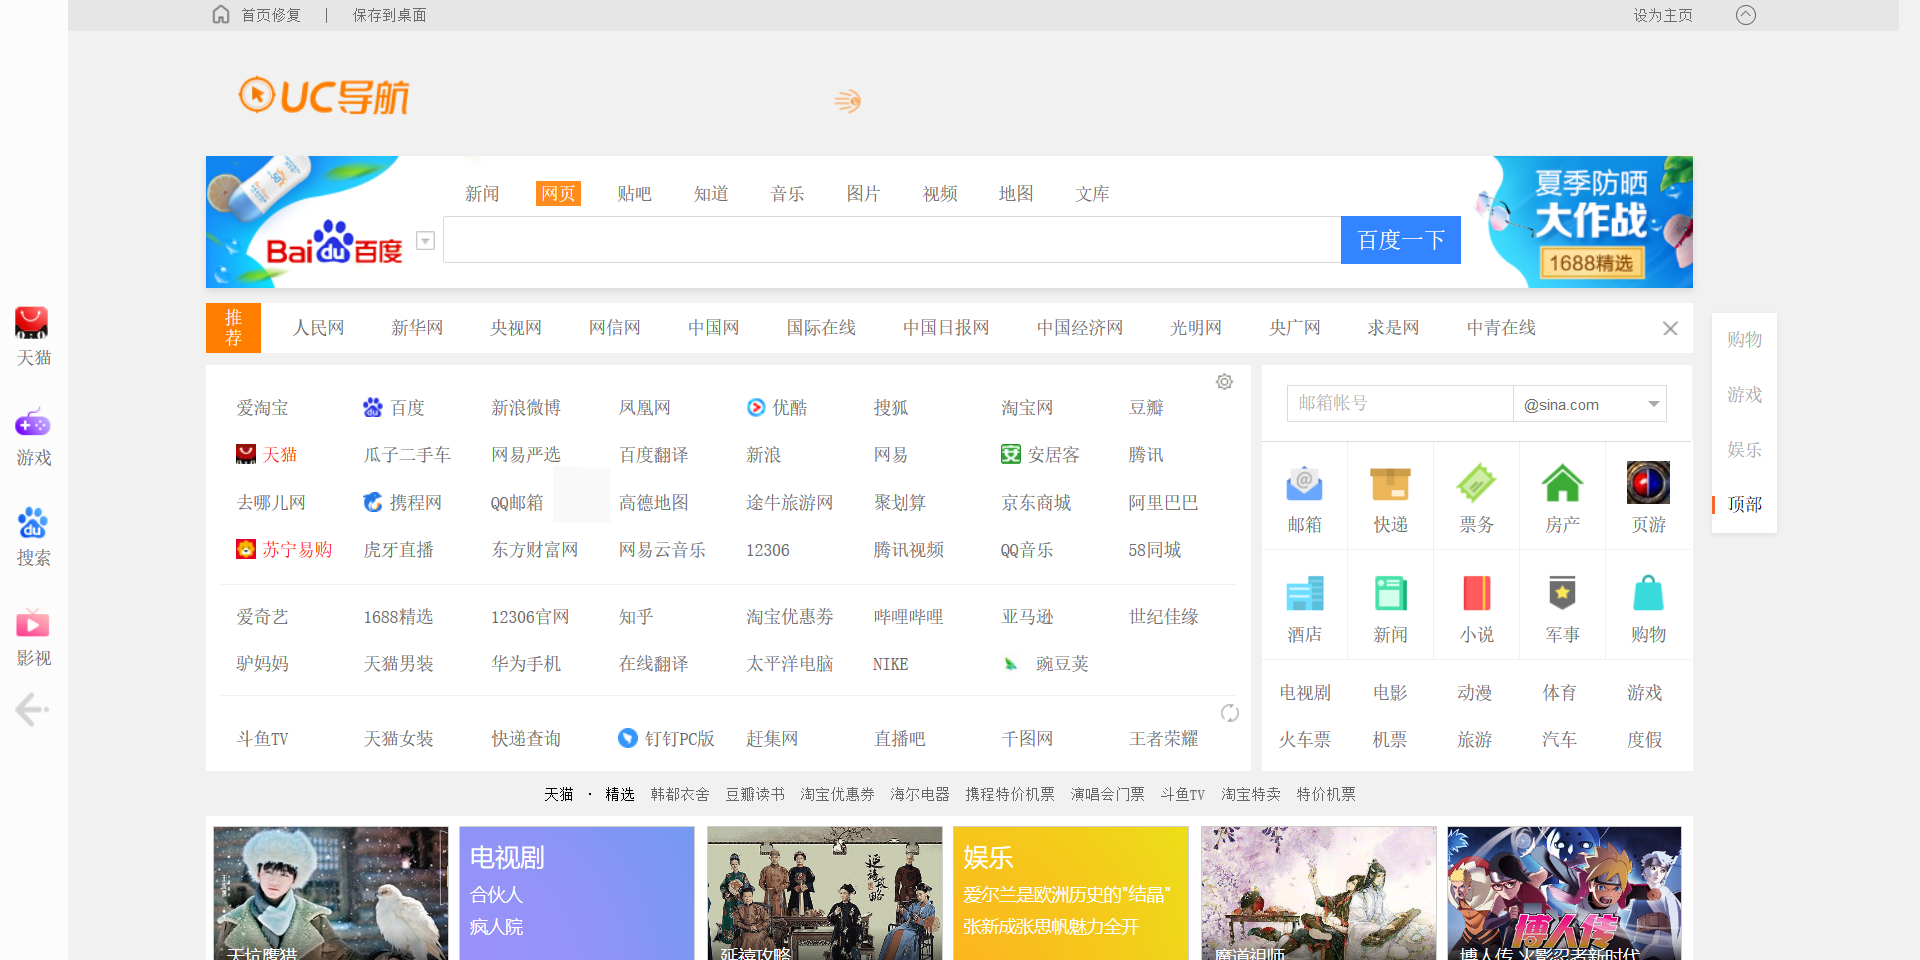 首页修复 | 保存到桌面 设为主页
UC导航
新闻 网页 贴吧 知道 音乐 图片 视频 地图 文库
Bai du 百度 百度一下
夏季防晒
大作战
1688精选
推荐 人民网 新华网 央视网 网信网 中国网 国际在线 中国日报网 中国经济网 光明网 央广网 求是网 中青在线
天猫
游戏
搜索
影视
购物
游戏
娱乐
顶部
爱淘宝 百度 新浪微博 凤凰网 优酷 搜狐 淘宝网 豆瓣
天猫 瓜子二手车 网易严选 百度翻译 新浪 网易 安居客 腾讯
去哪儿网 携程网 QQ邮箱 高德地图 途牛旅游网 聚划算 京东商城 阿里巴巴
苏宁易购 虎牙直播 东方财富网 网易云音乐 12306 腾讯视频 QQ音乐 58同城
爱奇艺 1688精选 12306官网 知乎 淘宝优惠券 哔哩哔哩 亚马逊 世纪佳缘
驴妈妈 天猫男装 华为手机 在线翻译 太平洋电脑 NIKE 豌豆荚
斗鱼TV 天猫女装 快递查询 钉钉PC版 赶集网 直播吧 千图网 王者荣耀
邮箱帐号 @sina.com
邮箱 快递 票务 房产 页游
酒店 新闻 小说 军事 购物
电视剧 电影 动漫 体育 游戏
火车票 机票 旅游 汽车 度假
天猫 · 精选 韩都衣舍 豆瓣读书 淘宝优惠券 海尔电器 携程特价机票 演唱会门票 斗鱼TV 淘宝特卖 特价机票
天坑鹰猎
电视剧
合伙人
疯人院
延禧攻略
延禧攻略
娱乐
爱尔兰是欧洲历史的"结晶"
张新成张思帆魅力全开
魔道祖师
博人传
博人传 火影忍者新时代